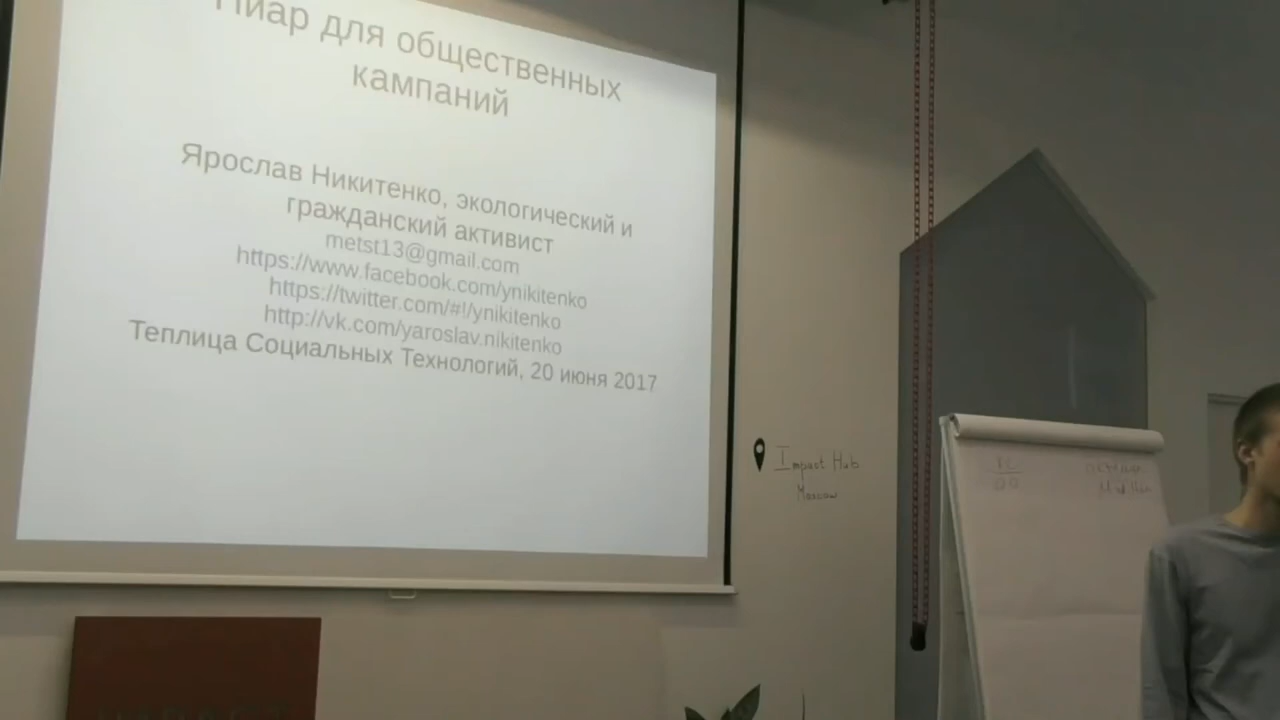 Пиар для общественных
кампаний
Ярослав Никитенко, экологический и
гражданский активист
metst13@gmail.com
https://www.facebook.com/ynikitenko
https://twitter.com/#!/ynikitenko
http://vk.com/yaroslav.nikitenko
Теплица Социальных Технологий, 20 июня 2017
Impact Hub
Moscow